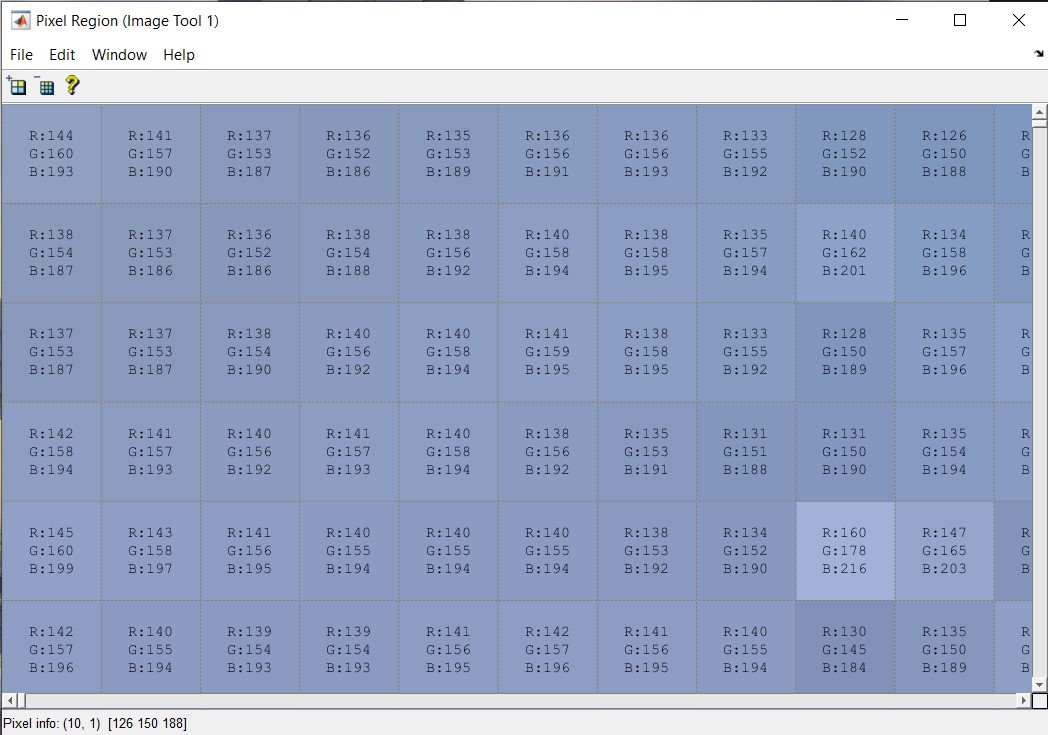 Pixel Region (Image Tool 1)
File Edit Window Help
R:144 R:141 R:137 R:136 R:135 R:136 R:136 R:133 R:128 R:126 R
G:160 G:157 G:153 G:152 G:153 G:156 G:156 G:155 G:152 G:150 G
B:193 B:190 B:187 B:186 B:189 B:191 B:193 B:192 B:190 B:188 B
R:138 R:137 R:136 R:138 R:138 R:140 R:138 R:135 R:140 R:134 R
G:154 G:153 G:152 G:154 G:156 G:158 G:158 G:157 G:162 G:158 G
B:187 B:186 B:186 B:188 B:192 B:194 B:195 B:194 B:201 B:196 B
R:137 R:137 R:138 R:140 R:140 R:141 R:138 R:133 R:128 R:135 R
G:153 G:153 G:154 G:156 G:158 G:159 G:158 G:155 G:150 G:157 G
B:187 B:187 B:190 B:192 B:194 B:195 B:195 B:192 B:189 B:196 B
R:142 R:141 R:140 R:141 R:140 R:138 R:135 R:131 R:131 R:135 R
G:158 G:157 G:156 G:157 G:158 G:156 G:153 G:151 G:150 G:154 G
B:194 B:193 B:192 B:193 B:194 B:192 B:191 B:188 B:190 B:194 B
R:145 R:143 R:141 R:140 R:140 R:140 R:138 R:134 R:160 R:147 R
G:160 G:158 G:156 G:155 G:155 G:155 G:153 G:152 G:178 G:165 G
B:199 B:197 B:195 B:194 B:194 B:194 B:192 B:190 B:216 B:203 B
R:142 R:140 R:139 R:139 R:141 R:142 R:141 R:140 R:130 R:135 R
G:157 G:155 G:154 G:154 G:156 G:157 G:156 G:155 G:145 G:150 G
B:196 B:194 B:193 B:193 B:195 B:196 B:195 B:194 B:184 B:189 B
Pixel info: (10, 1) [126 150 188]